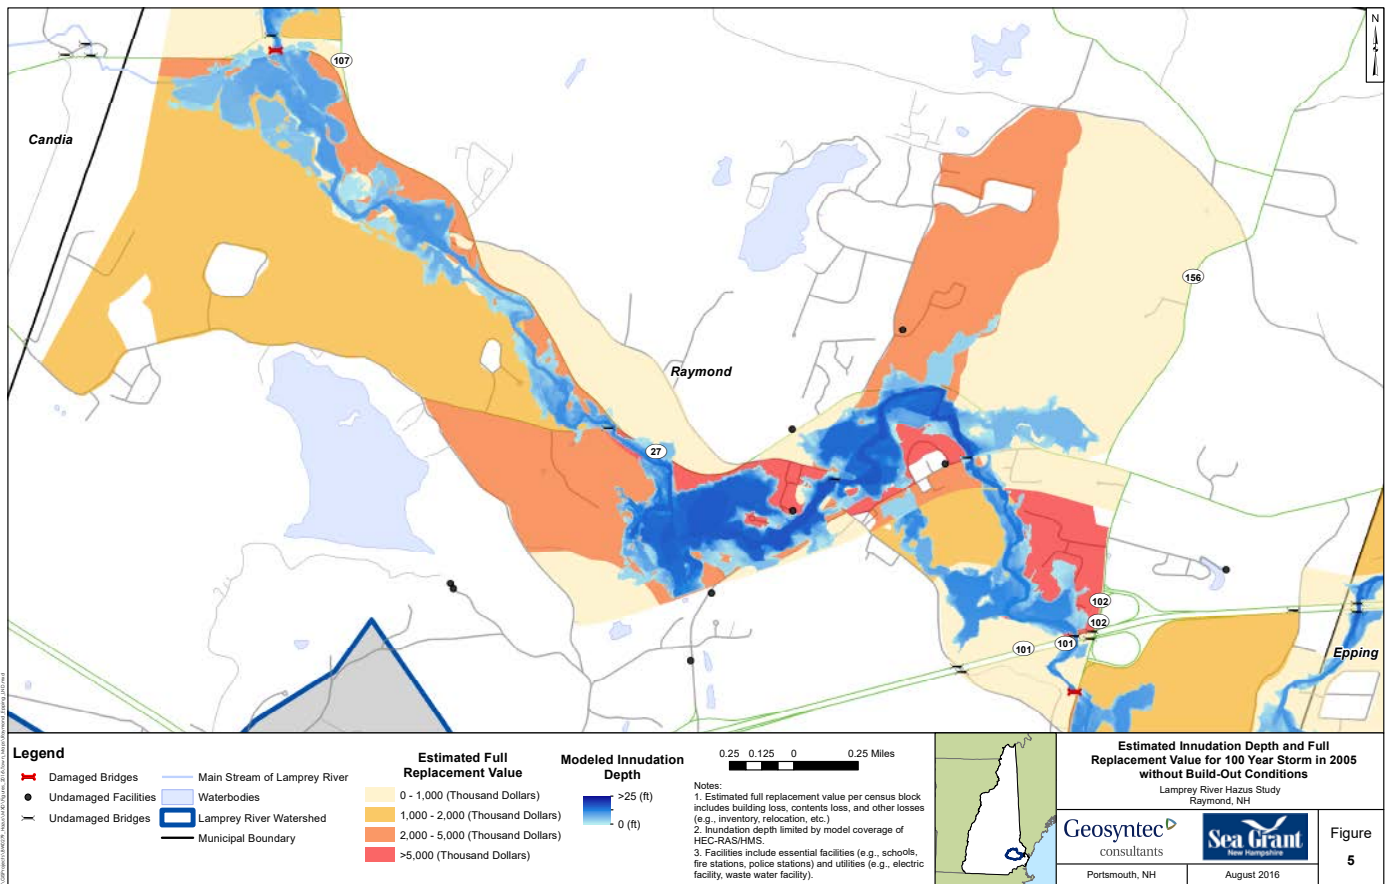 N
107
Candia
156
Raymond
27
102
102
101
101
Epping
Legend
Damaged Bridges
Undamaged Facilities
Undamaged Bridges
Main Stream of Lamprey River
Waterbodies
Lamprey River Watershed
Municipal Boundary
Estimated Full
Replacement Value
0 - 1,000 (Thousand Dollars)
1,000 - 2,000 (Thousand Dollars)
2,000 - 5,000 (Thousand Dollars)
>5,000 (Thousand Dollars)
Modeled Innudation
Depth
>25 (ft)
0 (ft)
0.25 0.125 0 0.25 Miles
Notes:
1. Estimated full replacement value per census block
includes building loss, contents loss, and other losses
(e.g., inventory, relocation, etc.)
2. Inundation depth limited by model coverage of
HEC-RAS/HMS.
3. Facilities include essential facilities (e.g., schools,
fire stations, police stations) and utilities (e.g., electric
facility, waste water facility).
Estimated Innudation Depth and Full
Replacement Value for 100 Year Storm in 2005
without Build-Out Conditions
Lamprey River Hazus Study
Raymond, NH
Geosyntec
consultants
Sea Grant
New Hampshire
Figure
5
Portsmouth, NH
August 2016